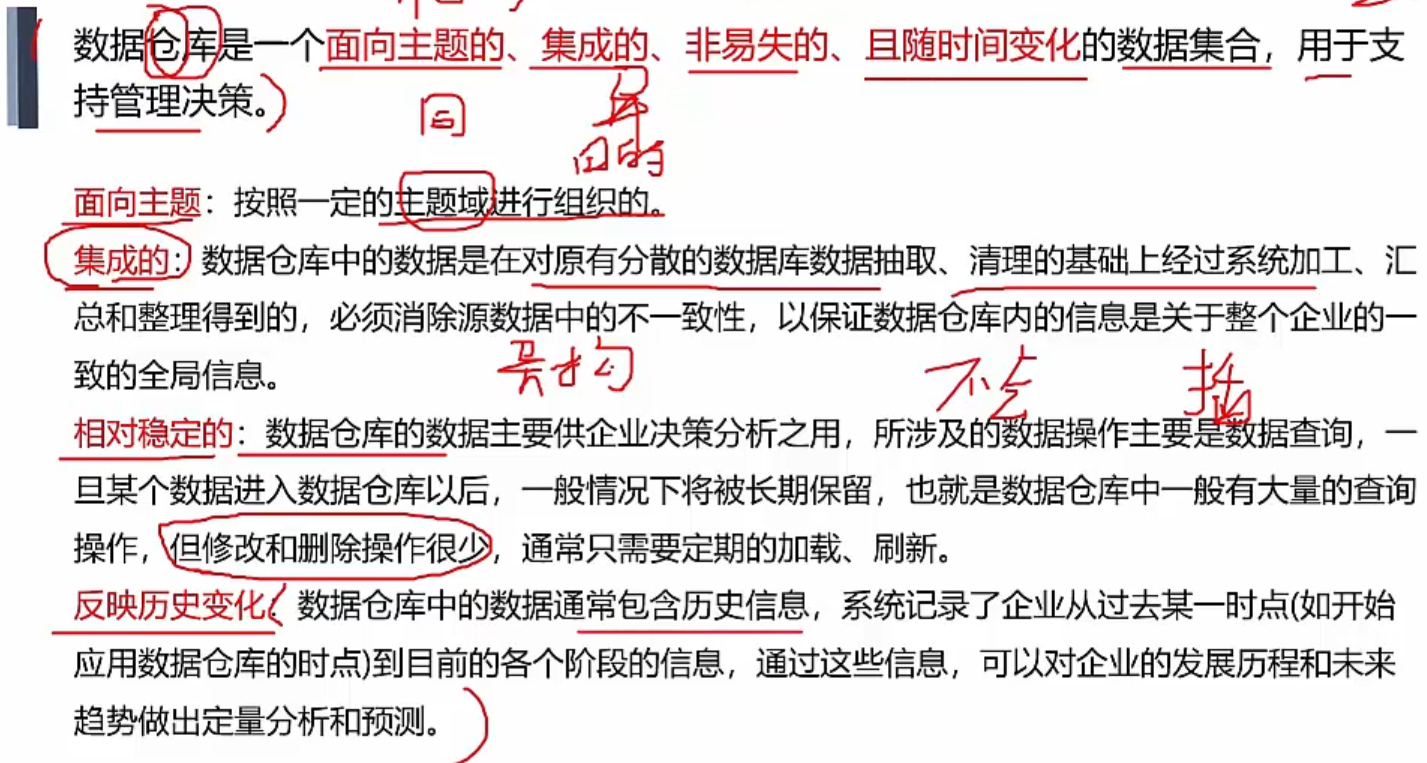 数据仓库是一个面向主题的、集成的、非易失的、且随时间变化的数据集合，用于支
持管理决策。
面向主题：按照一定的主题域进行组织的。
集成的：数据仓库中的数据是在对原有分散的数据库数据抽取、清理的基础上经过系统加工、汇
总和整理得到的，必须消除源数据中的不一致性，以保证数据仓库内的信息是关于整个企业的一
致的全局信息。
异构 不会 插
相对稳定的：数据仓库的数据主要供企业决策分析之用，所涉及的数据操作主要是数据查询，一
旦某个数据进入数据仓库以后，一般情况下将被长期保留，也就是数据仓库中一般有大量的查询
操作，但修改和删除操作很少，通常只需要定期的加载、刷新。
反映历史变化：数据仓库中的数据通常包含历史信息，系统记录了企业从过去某一时点(如开始
应用数据仓库的时点)到目前的各个阶段的信息，通过这些信息，可以对企业的发展历程和未来
趋势做出定量分析和预测。